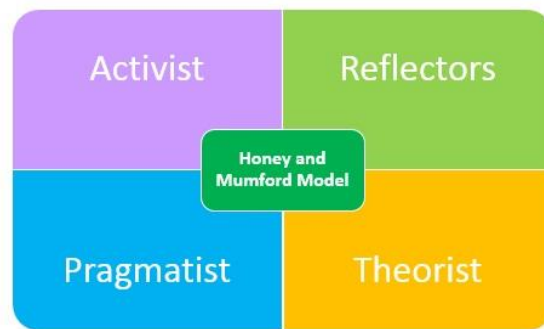 Activist
Reflectors
Honey and
Mumford Model
Pragmatist
Theorist